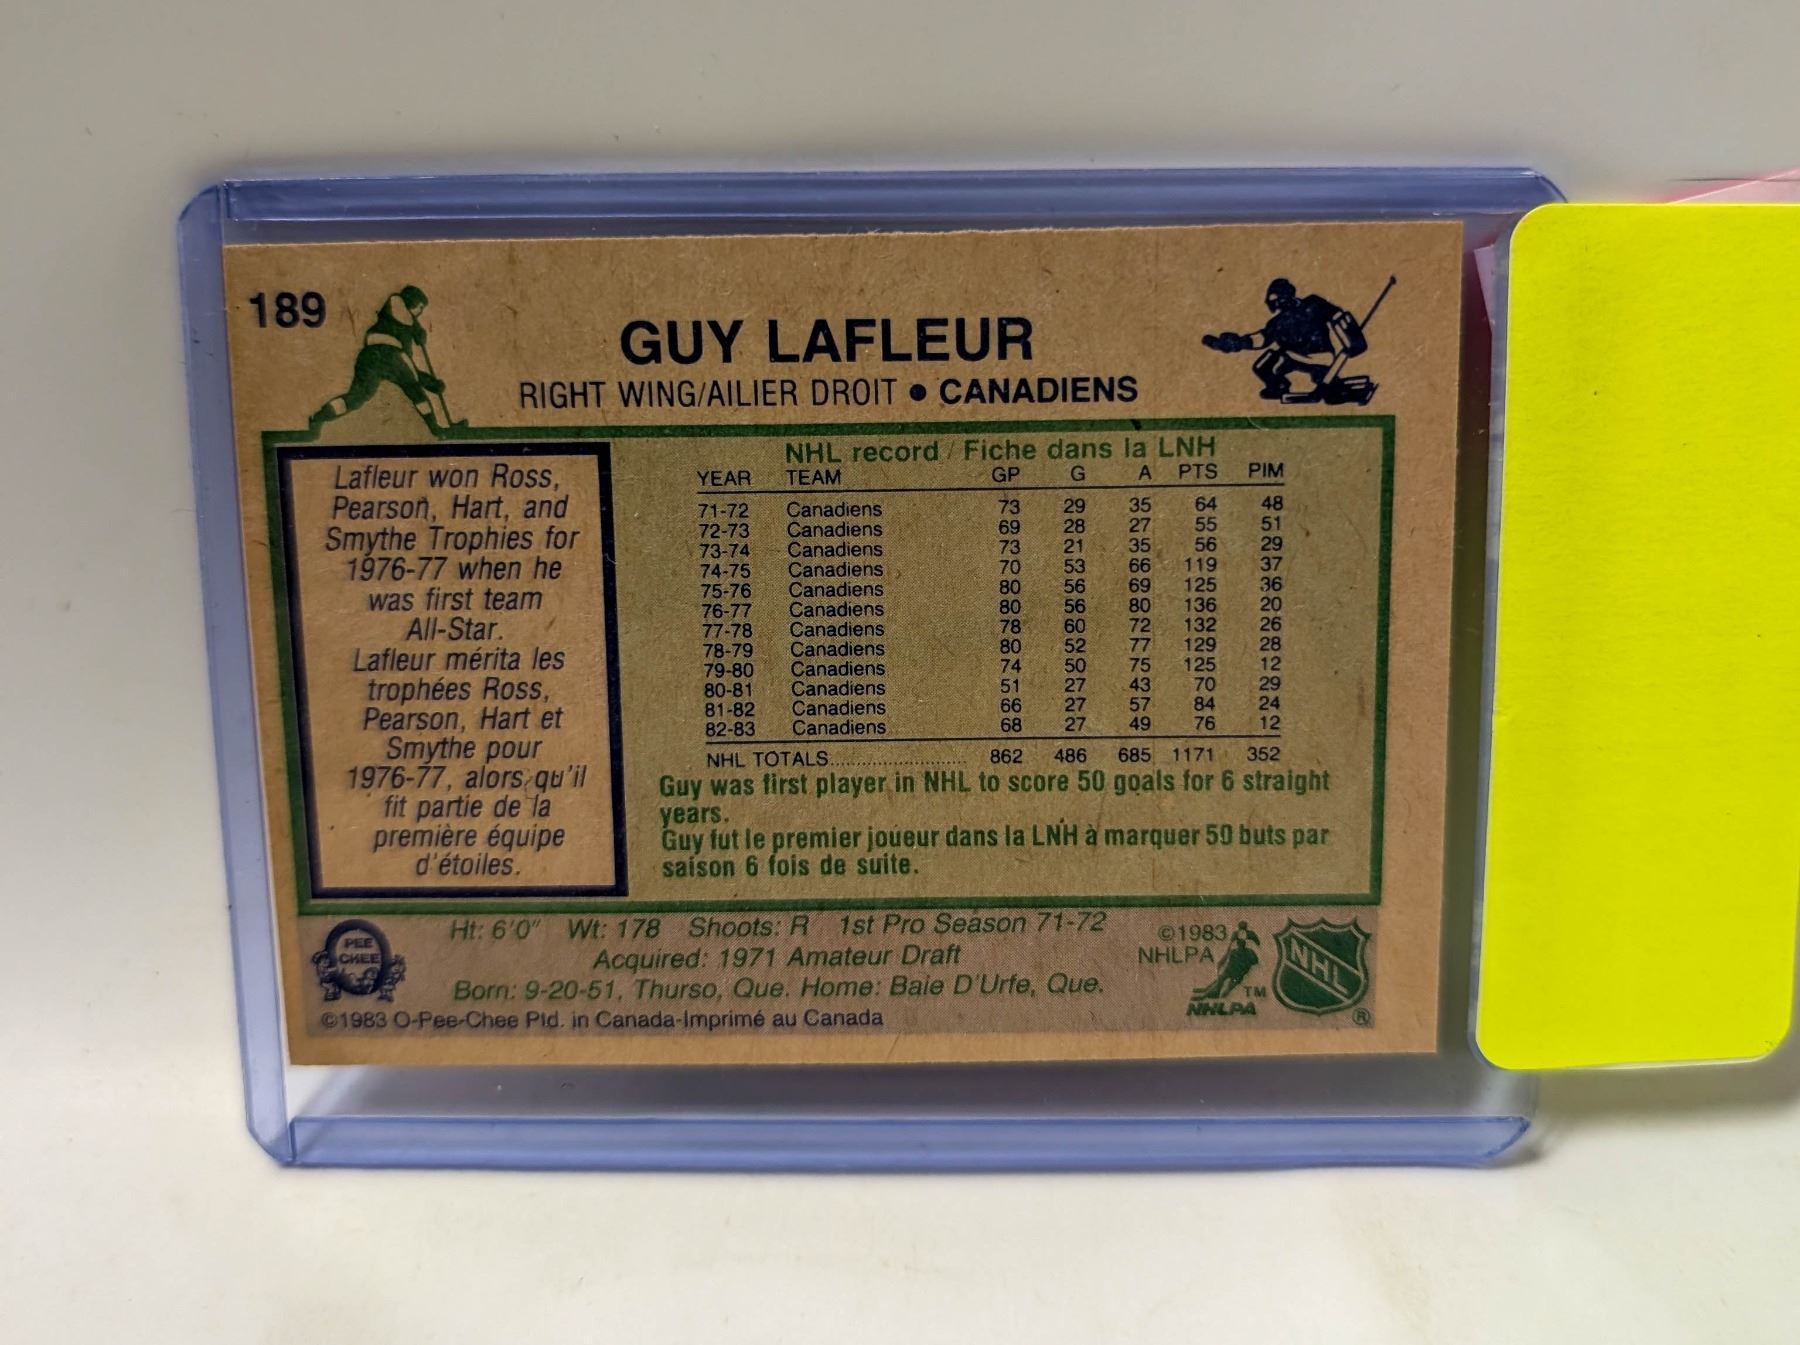 189
GUY LAFLEUR
RIGHT WING/AILIER DROIT • CANADIENS
Lafleur won Ross,
Pearson, Hart, and
Smythe Trophies for
1976-77 when he
was first team
All-Star.
Lafleur mérita les
trophées Ross,
Pearson, Hart et
Smythe pour
1976-77, alors qu'il
fit partie de la
première équipe
d'étoiles.
NHL record / Fiche dans la LNH
YEAR TEAM GP G A PTS PIM
71-72 Canadiens 73 29 35 64 48
72-73 Canadiens 69 28 27 55 51
73-74 Canadiens 73 21 35 56 29
74-75 Canadiens 70 53 66 119 37
75-76 Canadiens 80 56 69 125 36
76-77 Canadiens 80 56 80 136 20
77-78 Canadiens 78 60 72 132 26
78-79 Canadiens 80 52 77 129 28
79-80 Canadiens 74 50 75 125 12
80-81 Canadiens 51 27 43 70 29
81-82 Canadiens 66 27 57 84 24
82-83 Canadiens 68 27 49 76 12
NHL TOTALS.......................... 862 486 685 1171 352
Guy was first player in NHL to score 50 goals for 6 straight
years.
Guy fut le premier joueur dans la LNH à marquer 50 buts par
saison 6 fois de suite.
PEE
CHEE
Ht: 6'0" Wt: 178 Shoots: R 1st Pro Season 71-72
Acquired: 1971 Amateur Draft
Born: 9-20-51, Thurso, Que. Home: Baie D'Urfe, Que.
©1983 O-Pee-Chee Ptd. in Canada-Imprimé au Canada
©1983
NHLPA
TM
NHLPA
NHL
®